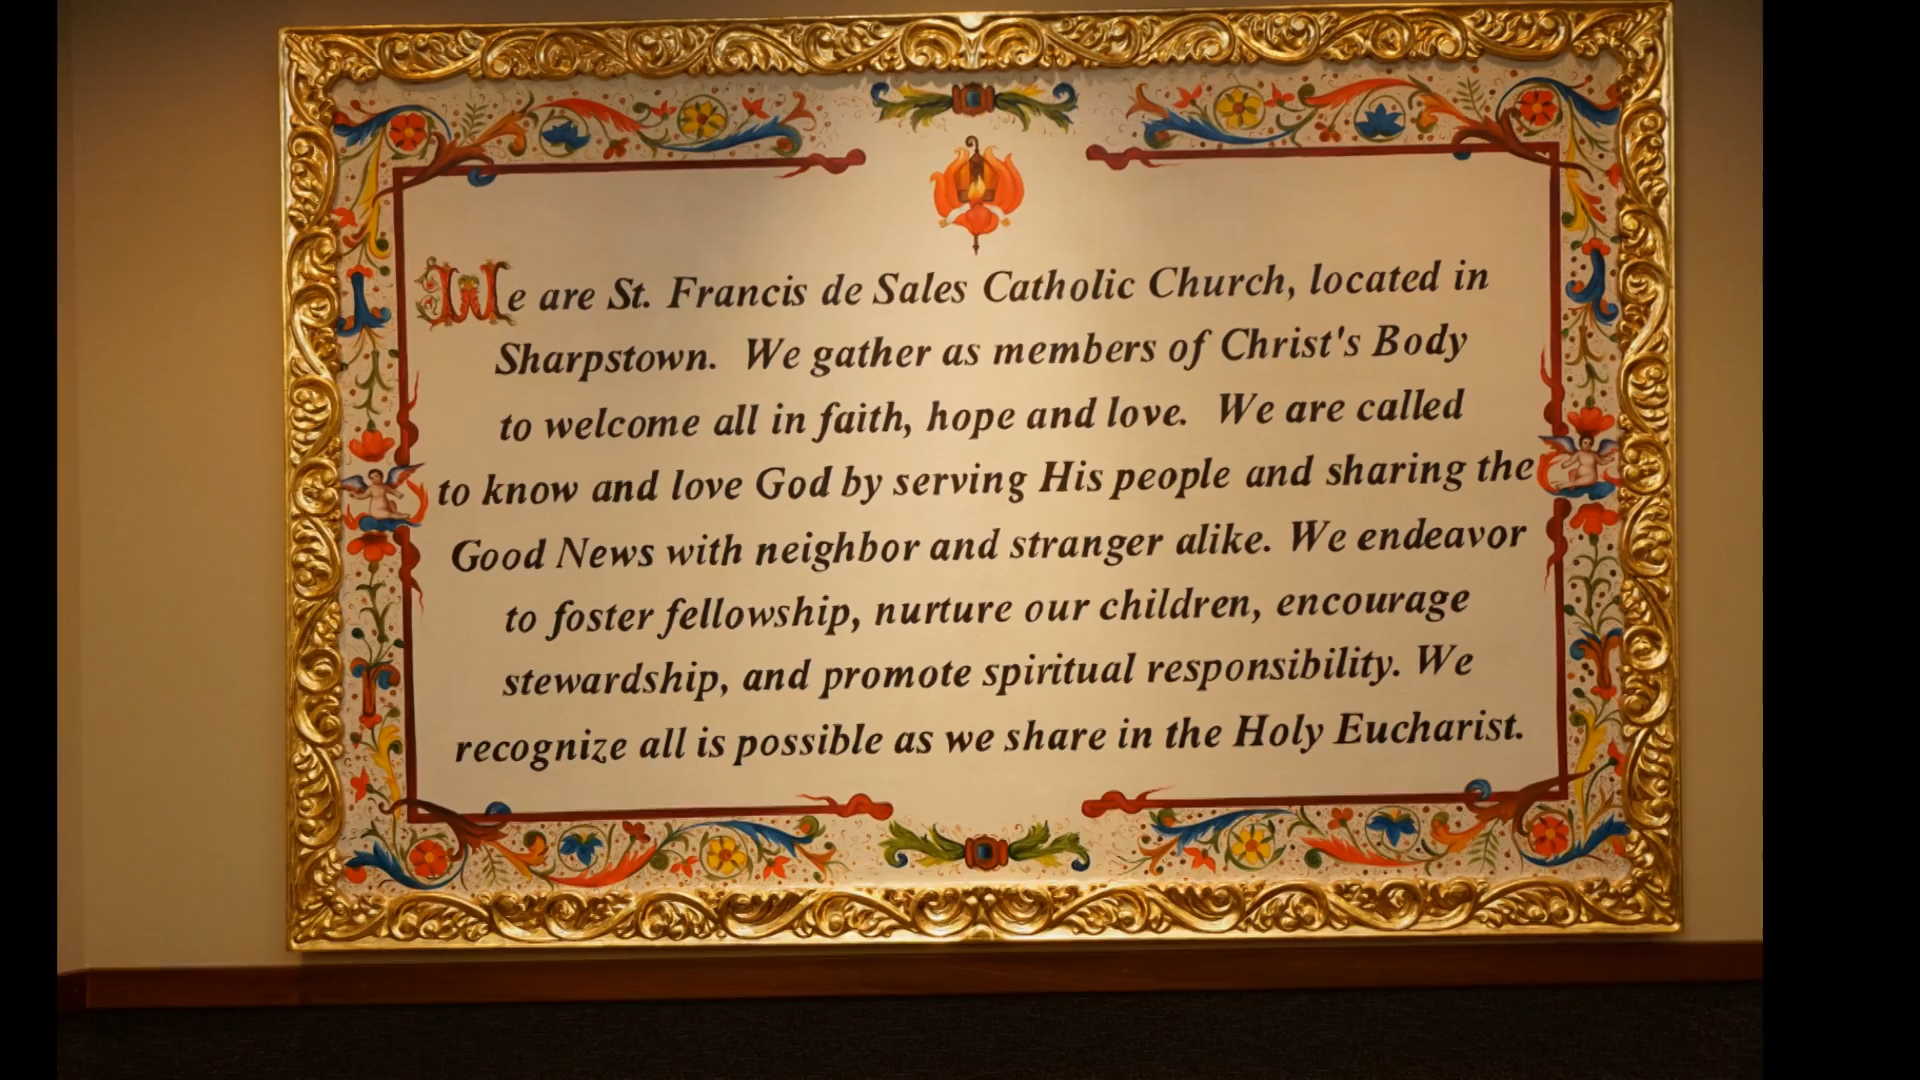 We are St. Francis de Sales Catholic Church, located in
Sharpstown. We gather as members of Christ's Body
to welcome all in faith, hope and love. We are called
to know and love God by serving His people and sharing the
Good News with neighbor and stranger alike. We endeavor
to foster fellowship, nurture our children, encourage
stewardship, and promote spiritual responsibility. We
recognize all is possible as we share in the Holy Eucharist.